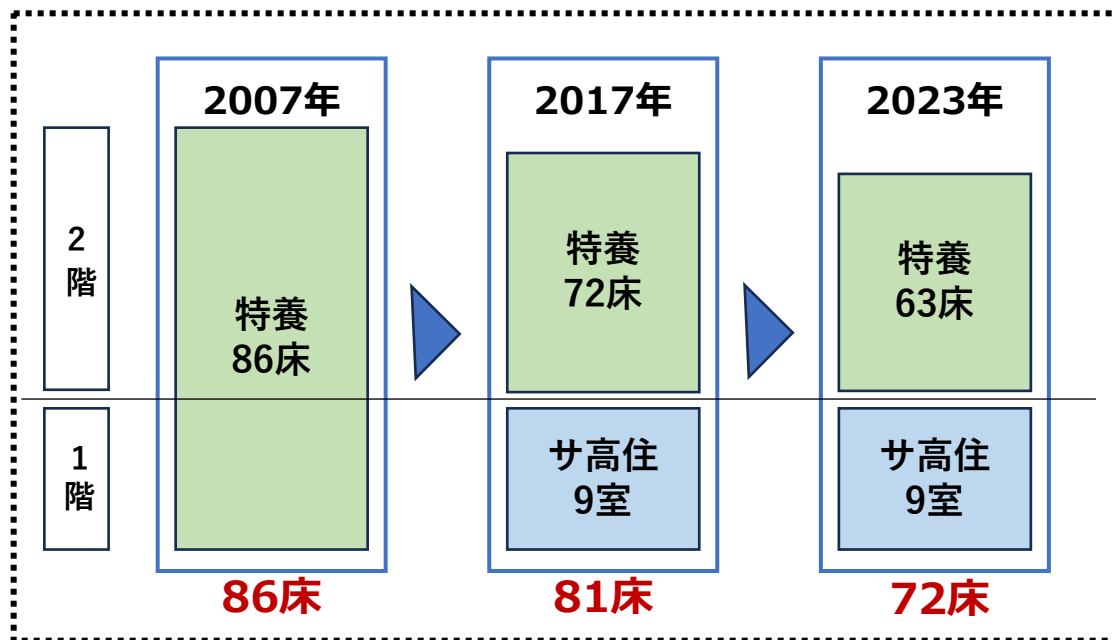 2007年
2017年
2023年
2
階
特養
86床
特養
72床
特養
63床
1
階
サ高住
9室
サ高住
9室
86床
81床
72床